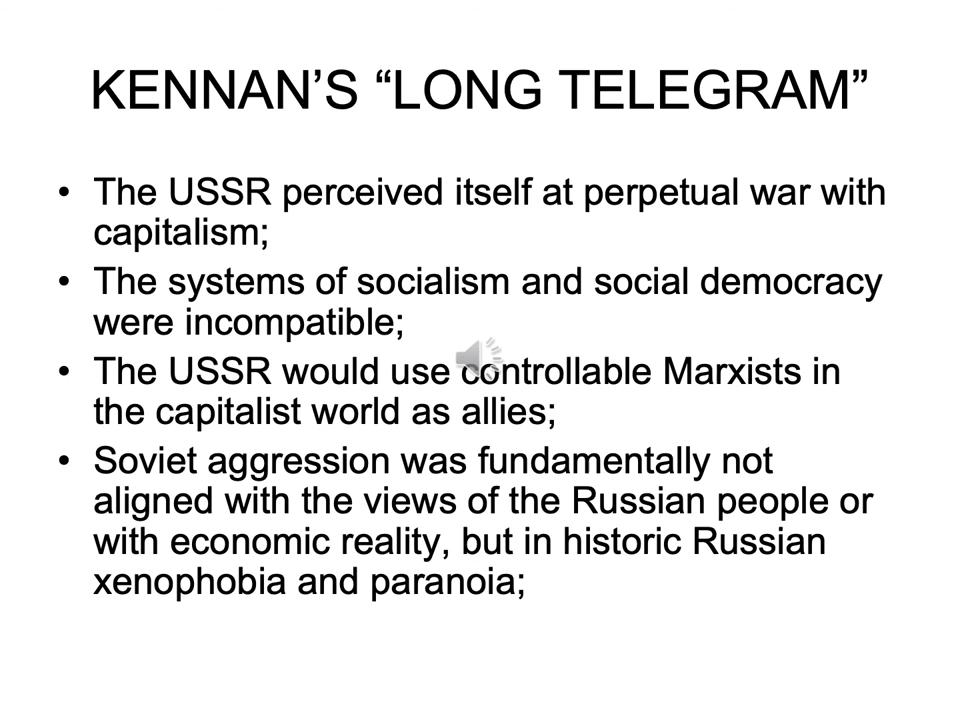 KENNAN’S “LONG TELEGRAM”
• The USSR perceived itself at perpetual war with
capitalism;
• The systems of socialism and social democracy
were incompatible;
• The USSR would use controllable Marxists in
the capitalist world as allies;
• Soviet aggression was fundamentally not
aligned with the views of the Russian people or
with economic reality, but in historic Russian
xenophobia and paranoia;